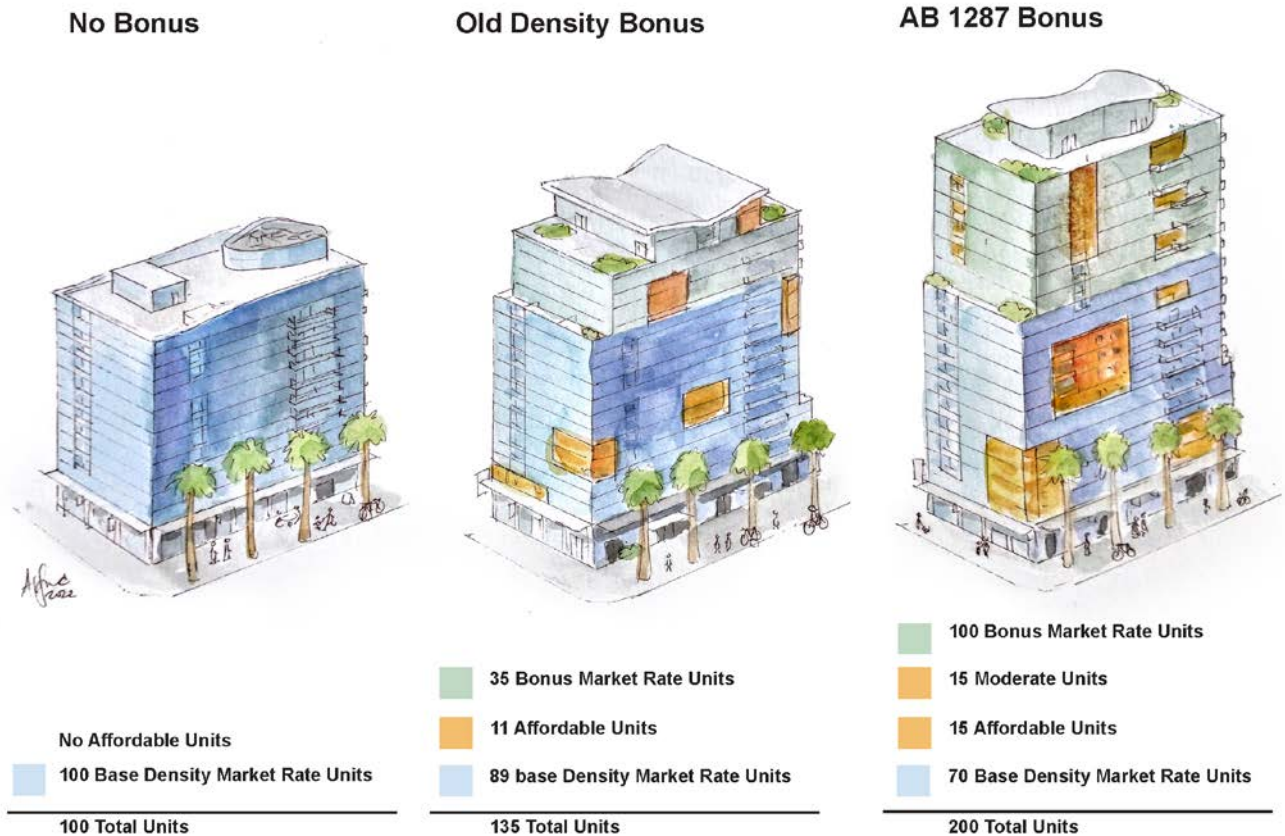 No Bonus
Old Density Bonus
AB 1287 Bonus
2022
No Affordable Units
100 Base Density Market Rate Units
100 Total Units
35 Bonus Market Rate Units
11 Affordable Units
89 base Density Market Rate Units
135 Total Units
100 Bonus Market Rate Units
15 Moderate Units
15 Affordable Units
70 Base Density Market Rate Units
200 Total Units